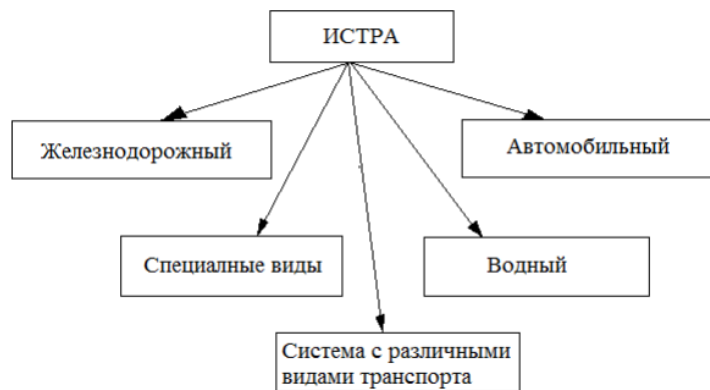 ИСТРА
Железнодорожный
Автомобильный
Специалные виды
Водный
Система с различными
видами транспорта